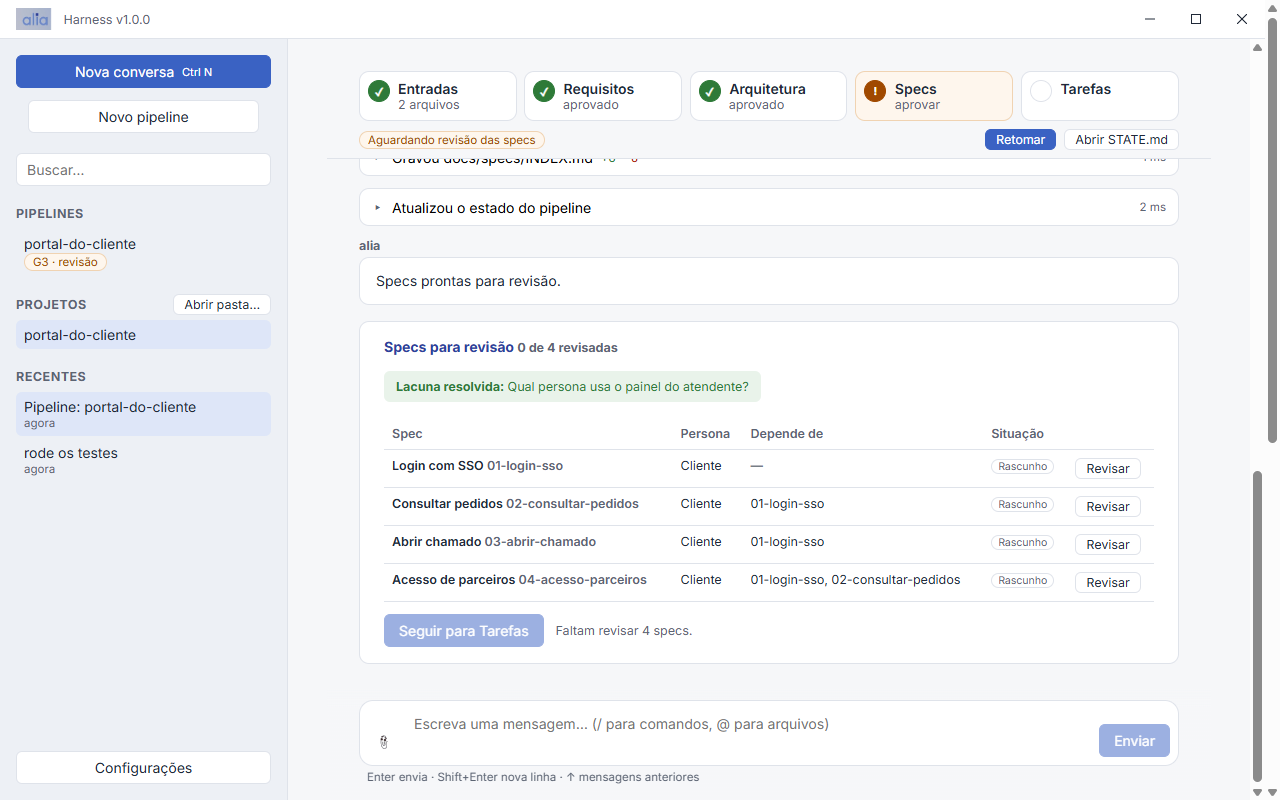 alia Harness v1.0.0
Nova conversa Ctrl N
Novo pipeline
Buscar...
PIPELINES
portal-do-cliente
G3 · revisão
PROJETOS Abrir pasta...
portal-do-cliente
RECENTES
Pipeline: portal-do-cliente
agora
rode os testes
agora
Configurações
Entradas
2 arquivos
Requisitos
aprovado
Arquitetura
aprovado
! Specs
aprovar
Tarefas
Aguardando revisão das specs
Retomar Abrir STATE.md
Gravou docs/specs/INDEX.md
Atualizou o estado do pipeline 2 ms
alia
Specs prontas para revisão.
Specs para revisão 0 de 4 revisadas
Lacuna resolvida: Qual persona usa o painel do atendente?
Spec Persona Depende de Situação
Login com SSO 01-login-sso Cliente — Rascunho Revisar
Consultar pedidos 02-consultar-pedidos Cliente 01-login-sso Rascunho Revisar
Abrir chamado 03-abrir-chamado Cliente 01-login-sso Rascunho Revisar
Acesso de parceiros 04-acesso-parceiros Cliente 01-login-sso, 02-consultar-pedidos Rascunho Revisar
Seguir para Tarefas Faltam revisar 4 specs.
Escreva uma mensagem... (/ para comandos, @ para arquivos)
Enviar
Enter envia · Shift+Enter nova linha · ↑ mensagens anteriores